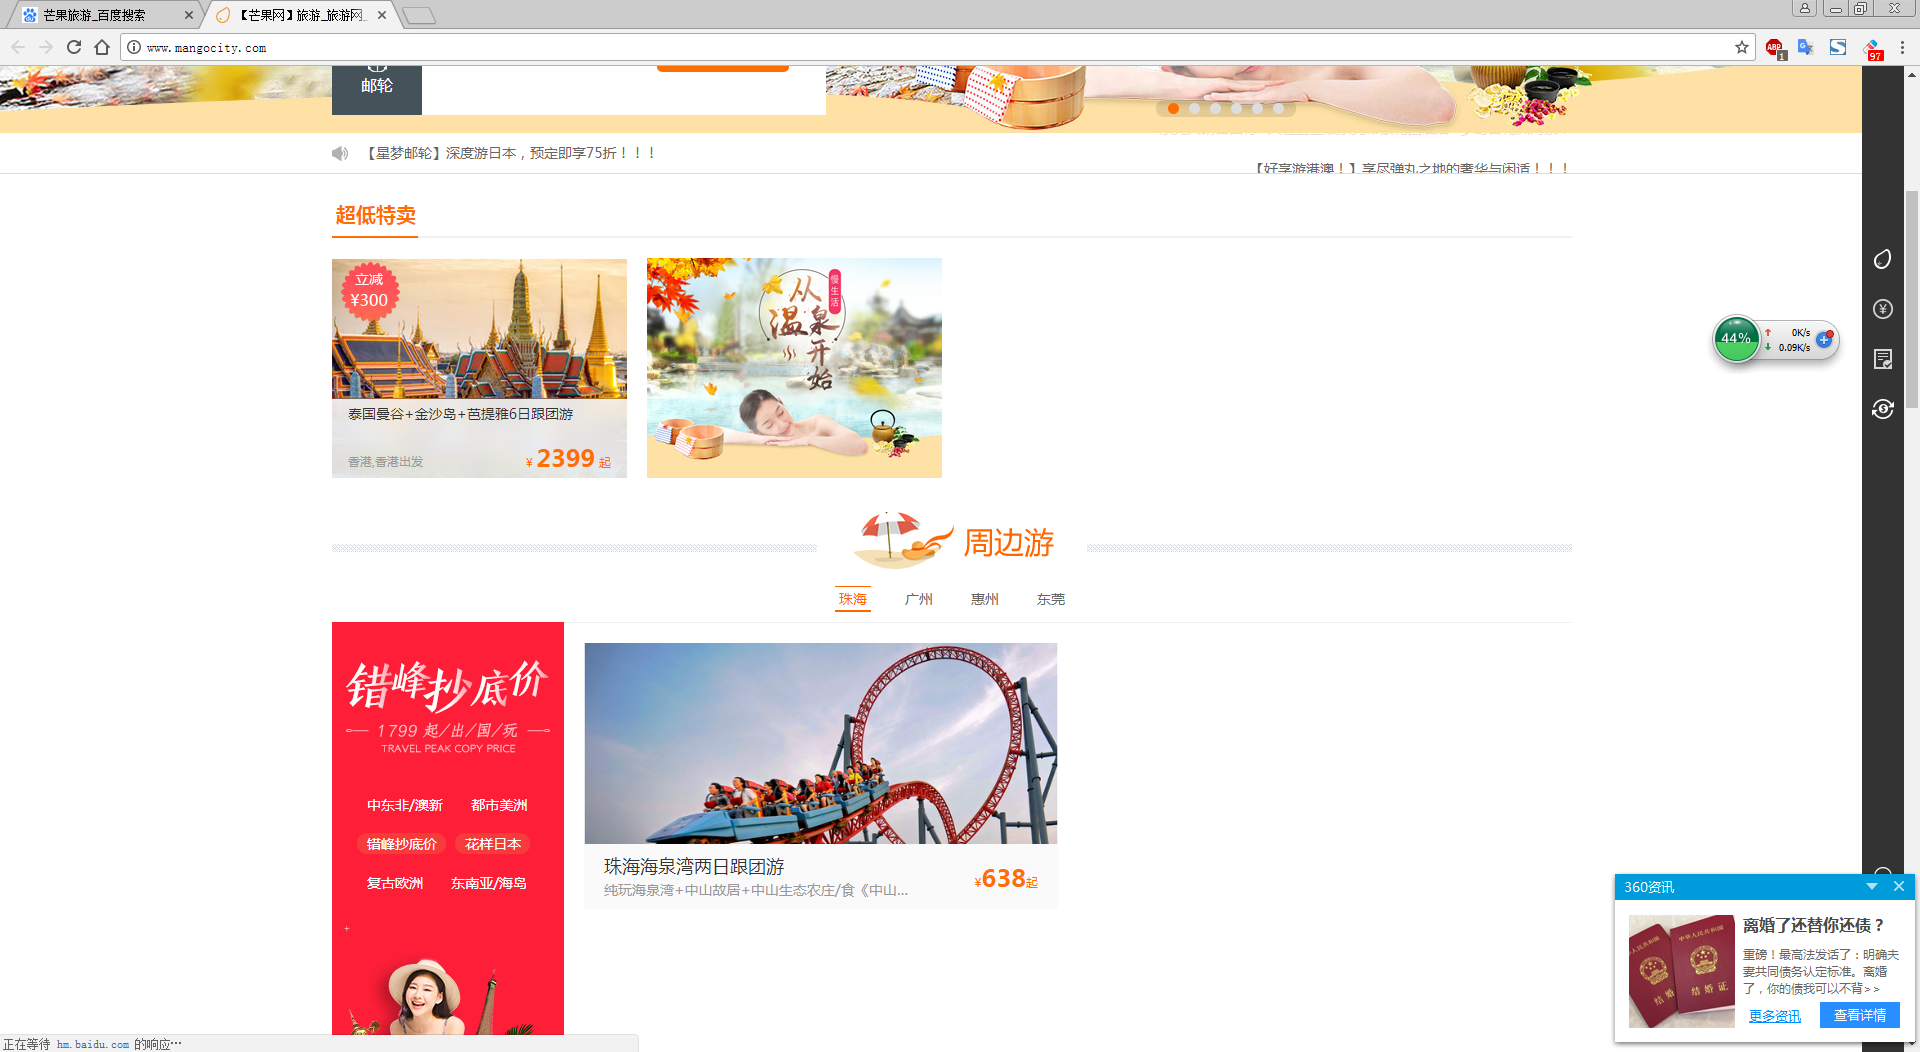 芒果旅游_百度搜索
【芒果网】旅游_旅游网_
www.mangocity.com
1
97
邮轮
【星梦邮轮】深度游日本，预定即享75折！！！
【好享游港澳！】享尽弹丸之地的奢华与闲适！！！
超低特卖
立减
¥300
泰国曼谷+金沙岛+芭提雅6日跟团游
香港,香港出发
¥2399起
慢生活
从
温泉
开
始
44%
0K/s
0.09K/s
周边游
珠海
广州
惠州
东莞
错峰抄底价
1799 起/出/国/玩
TRAVEL PEAK COPY PRICE
中东非/澳新 都市美洲
错峰抄底价 花样日本
复古欧洲 东南亚/海岛
珠海海泉湾两日跟团游
纯玩海泉湾+中山故居+中山生态农庄/食《中山...
¥638起
360资讯
中华人民共和国
结婚证
离婚了还替你还债？
重磅！最高法发话了：明确夫
妻共同债务认定标准。离婚
了，你的债我可以不背>>
更多资讯
查看详情
正在等待 hm.baidu.com 的响应…